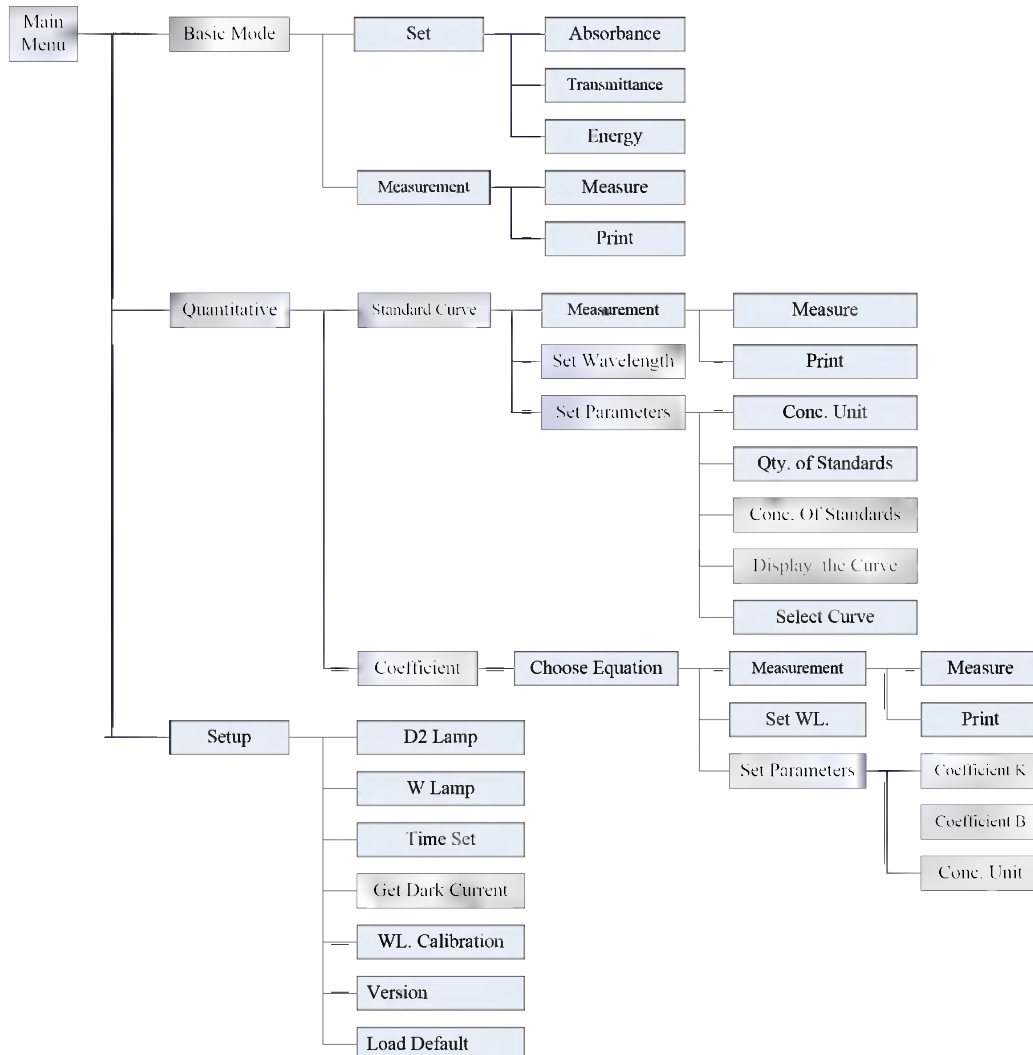 Main
Menu
Basic Mode
Set
Absorbance
Transmittance
Energy
Measurement
Measure
Print
Quantitative
Standard Curve
Measurement
Measure
Print
Set Wavelength
Set Parameters
Conc. Unit
Qty. of Standards
Conc. Of Standards
Display the Curve
Select Curve
Coefficient
Choose Equation
Measurement
Measure
Print
Set WL.
Set Parameters
Coefficient K
Coefficient B
Conc. Unit
Setup
D2 Lamp
W Lamp
Time Set
Get Dark Current
WL. Calibration
Version
Load Default